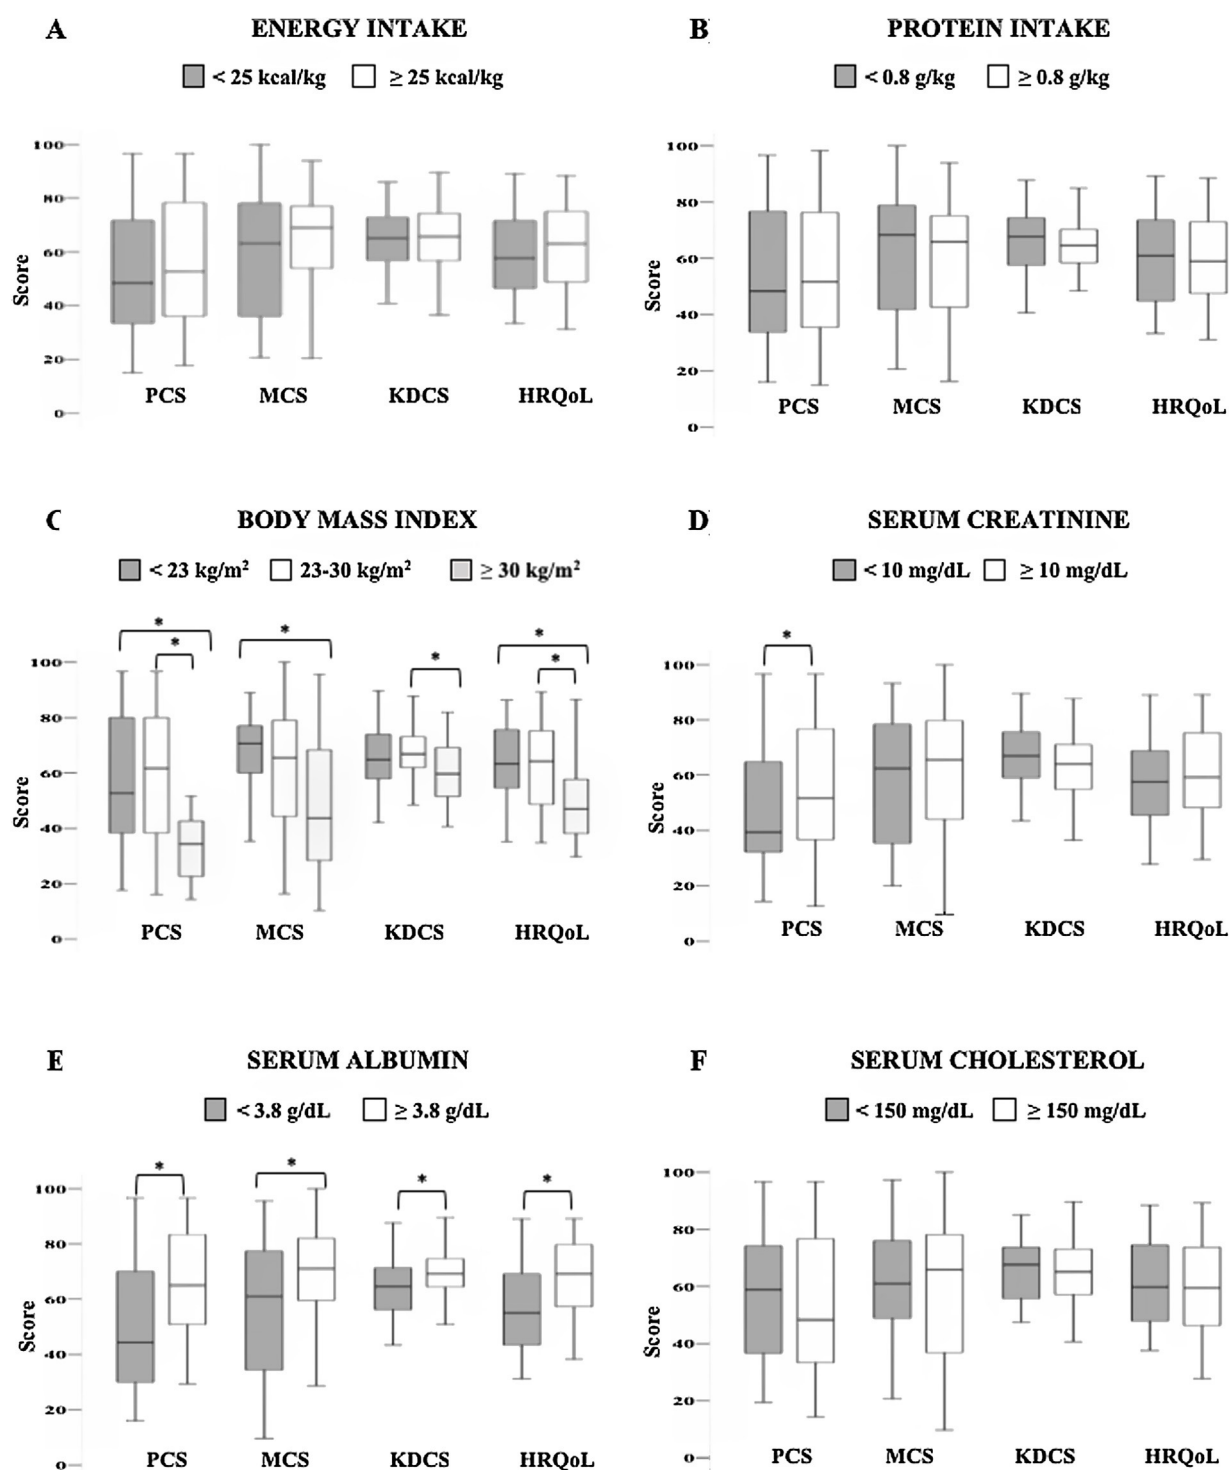 A ENERGY INTAKE
< 25 kcal/kg ≥ 25 kcal/kg
100
80
60
40
20
0
Score
PCS MCS KDCS HRQoL
B PROTEIN INTAKE
< 0.8 g/kg ≥ 0.8 g/kg
100
80
60
40
20
0
Score
PCS MCS KDCS HRQoL
C BODY MASS INDEX
< 23 kg/m² 23-30 kg/m² ≥ 30 kg/m²
* * * * * *
100
80
60
40
20
0
Score
PCS MCS KDCS HRQoL
D SERUM CREATININE
< 10 mg/dL ≥ 10 mg/dL
*
100
80
60
40
20
0
Score
PCS MCS KDCS HRQoL
E SERUM ALBUMIN
< 3.8 g/dL ≥ 3.8 g/dL
* * * *
100
80
60
40
20
0
Score
PCS MCS KDCS HRQoL
F SERUM CHOLESTEROL
< 150 mg/dL ≥ 150 mg/dL
100
80
60
40
20
0
Score
PCS MCS KDCS HRQoL